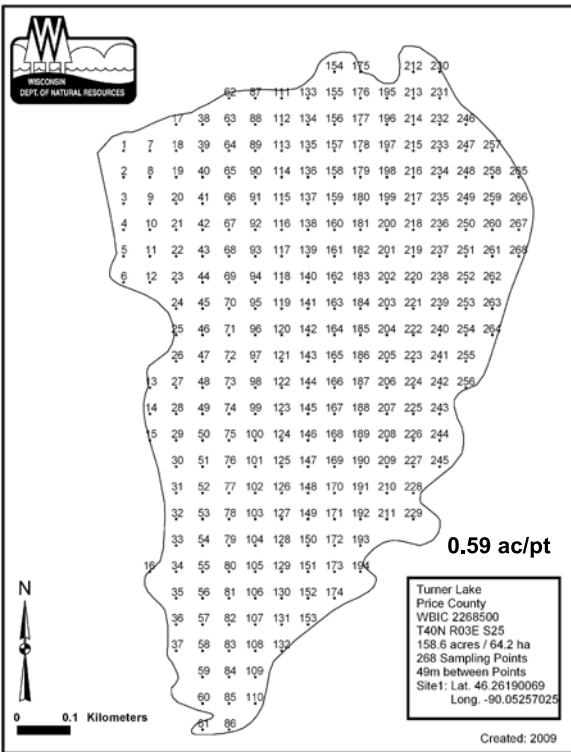 W
WISCONSIN
DEPT. OF NATURAL RESOURCES
154 175 212 230
62 87 111 133 155 176 195 213 231
17 38 63 88 112 134 156 177 196 214 232 246
1 7 18 39 64 89 113 135 157 178 197 215 233 247 257
2 8 19 40 65 90 114 136 158 179 198 216 234 248 258 265
3 9 20 41 66 91 115 137 159 180 199 217 235 249 259 266
4 10 21 42 67 92 116 138 160 181 200 218 236 250 260 267
5 11 22 43 68 93 117 139 161 182 201 219 237 251 261 268
6 12 23 44 69 94 118 140 162 183 202 220 238 252 262
24 45 70 95 119 141 163 184 203 221 239 253 263
25 46 71 96 120 142 164 185 204 222 240 254 264
26 47 72 97 121 143 165 186 205 223 241 255
13 27 48 73 98 122 144 166 187 206 224 242 256
14 28 49 74 99 123 145 167 188 207 225 243
15 29 50 75 100 124 146 168 189 208 226 244
30 51 76 101 125 147 169 190 209 227 245
31 52 77 102 126 148 170 191 210 228
32 53 78 103 127 149 171 192 211 229
33 54 79 104 128 150 172 193
0.59 ac/pt
16 34 55 80 105 129 151 173 194
35 56 81 106 130 152 174
36 57 82 107 131 153
37 58 83 108 132
59 84 109
60 85 110
61 86
N
0 0.1 Kilometers
Turner Lake
Price County
WBIC 2268500
T40N R03E S25
158.6 acres / 64.2 ha
268 Sampling Points
49m between Points
Site1: Lat. 46.26190069
Long. -90.05257025
Created: 2009